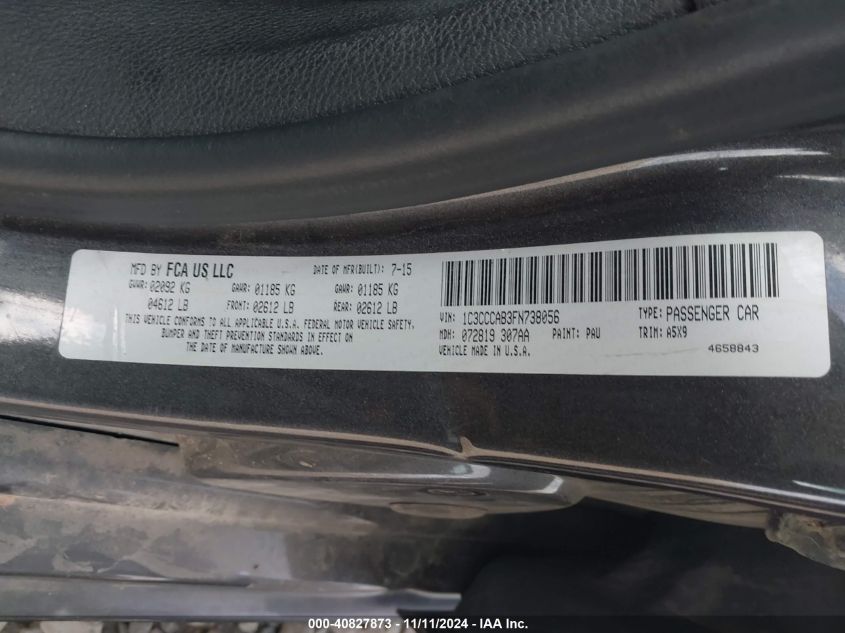 MFD BY FCA US LLC
DATE OF MFR(BUILT): 7-15
GVWR: 02092 KG GAWR: 01185 KG GAWR: 01185 KG
04612 LB FRONT: 02612 LB REAR: 02612 LB
THIS VEHICLE CONFORMS TO ALL APPLICABLE U.S.A. FEDERAL MOTOR VEHICLE SAFETY,
BUMPER AND THEFT PREVENTION STANDARDS IN EFFECT ON
THE DATE OF MANUFACTURE SHOWN ABOVE.
VIN: 1C3CCCAB3FN738056 TYPE: PASSENGER CAR
MDH: 072819 307AA PAINT: PAU TRIM: A5X9
VEHICLE MADE IN U.S.A. 4658843
000-40827873 - 11/11/2024 - IAA Inc.